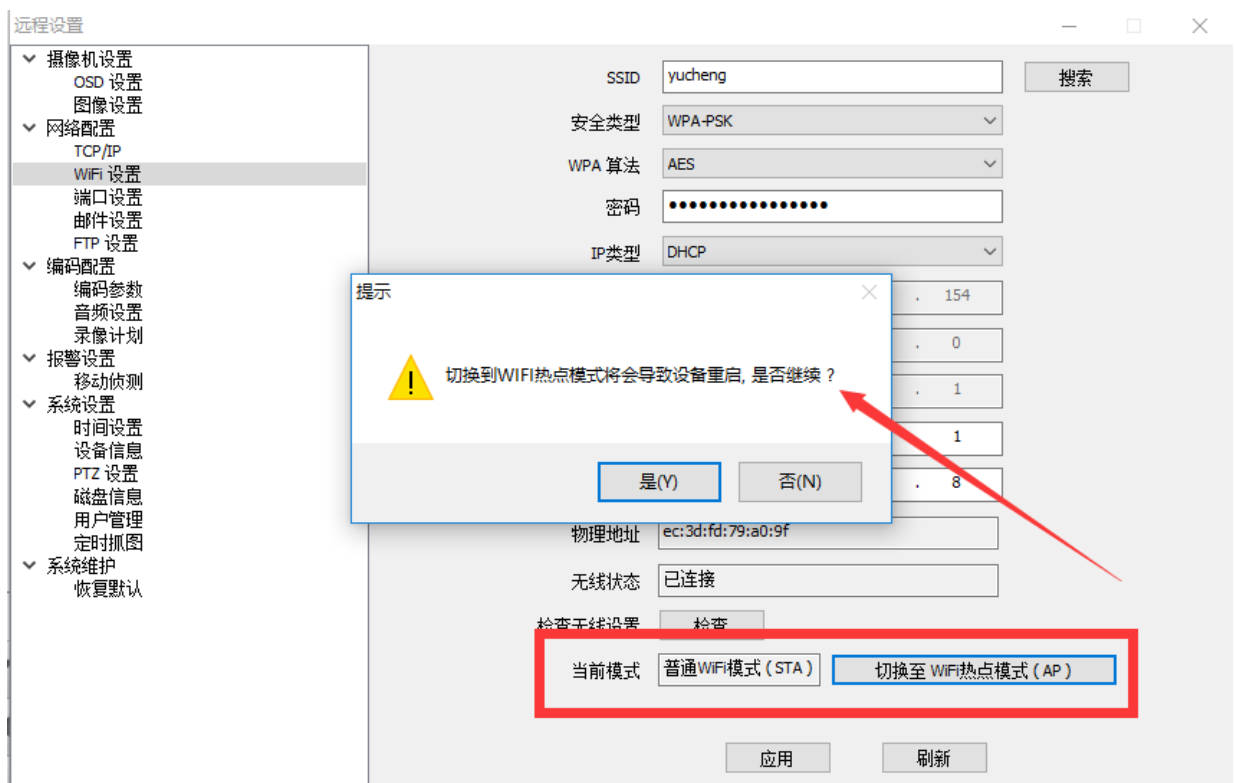 远程设置
摄像机设置
OSD 设置
图像设置
网络配置
TCP/IP
WiFi 设置
端口设置
邮件设置
FTP 设置
编码配置
编码参数
音频设置
录像计划
报警设置
移动侦测
系统设置
时间设置
设备信息
PTZ 设置
磁盘信息
用户管理
定时抓图
系统维护
恢复默认
SSID yucheng 搜索
安全类型 WPA-PSK
WPA 算法 AES
密码 ••••••••••••••••
IP类型 DHCP
. 154
. 0
. 1
1
. 8
提示
切换到WIFI热点模式将会导致设备重启, 是否继续 ?
是(Y) 否(N)
物理地址 ec:3d:fd:79:a0:9f
无线状态 已连接
检查无线设置 检查
当前模式 普通WiFi模式 ( STA ) 切换至 WiFi热点模式 ( AP )
应用 刷新